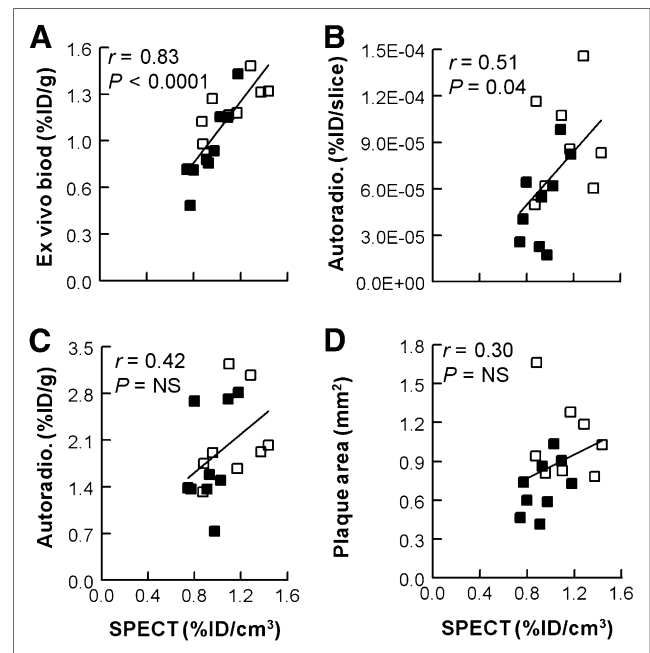 A
r = 0.83
P < 0.0001
Ex vivo biod (%ID/g)
1.6
1.3
1.0
0.6
0.3
0.0
B
r = 0.51
P = 0.04
Autoradio. (%ID/slice)
1.5E-04
1.2E-04
9.0E-05
6.0E-05
3.0E-05
0.0E+00
C
r = 0.42
P = NS
Autoradio. (%ID/g)
3.5
2.8
2.1
1.4
0.7
0.0
0.0 0.4 0.8 1.2 1.6
SPECT (%ID/cm³)
D
r = 0.30
P = NS
Plaque area (mm²)
1.8
1.5
1.2
0.9
0.6
0.3
0.0
0.0 0.4 0.8 1.2 1.6
SPECT (%ID/cm³)